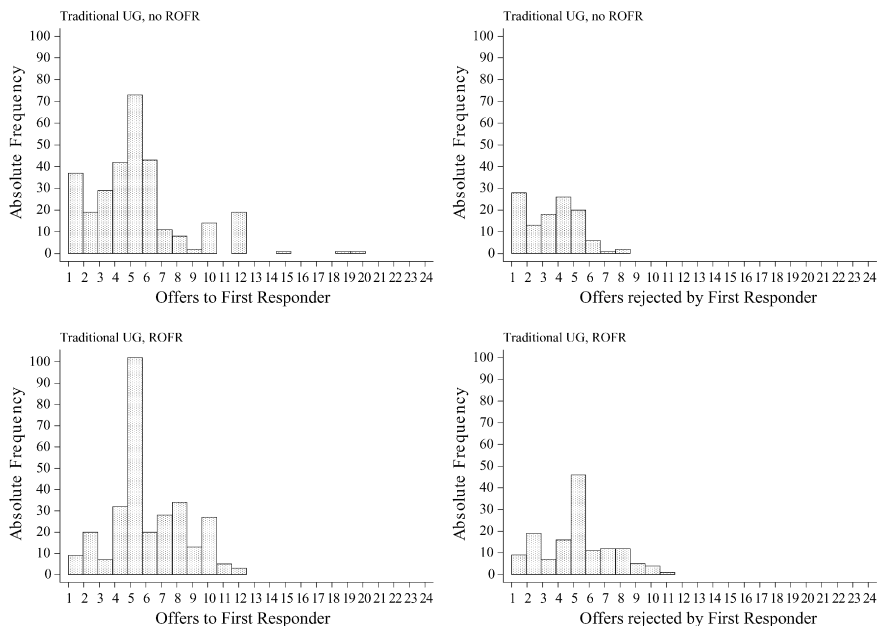 Traditional UG, no ROFR
100
90
80
70
60
50
40
30
20
10
0
Absolute Frequency
1 2 3 4 5 6 7 8 9 10 11 12 13 14 15 16 17 18 19 20 21 22 23 24
Offers to First Responder
Traditional UG, no ROFR
100
90
80
70
60
50
40
30
20
10
0
Absolute Frequency
1 2 3 4 5 6 7 8 9 10 11 12 13 14 15 16 17 18 19 20 21 22 23 24
Offers rejected by First Responder
Traditional UG, ROFR
100
90
80
70
60
50
40
30
20
10
0
Absolute Frequency
1 2 3 4 5 6 7 8 9 10 11 12 13 14 15 16 17 18 19 20 21 22 23 24
Offers to First Responder
Traditional UG, ROFR
100
90
80
70
60
50
40
30
20
10
0
Absolute Frequency
1 2 3 4 5 6 7 8 9 10 11 12 13 14 15 16 17 18 19 20 21 22 23 24
Offers rejected by First Responder